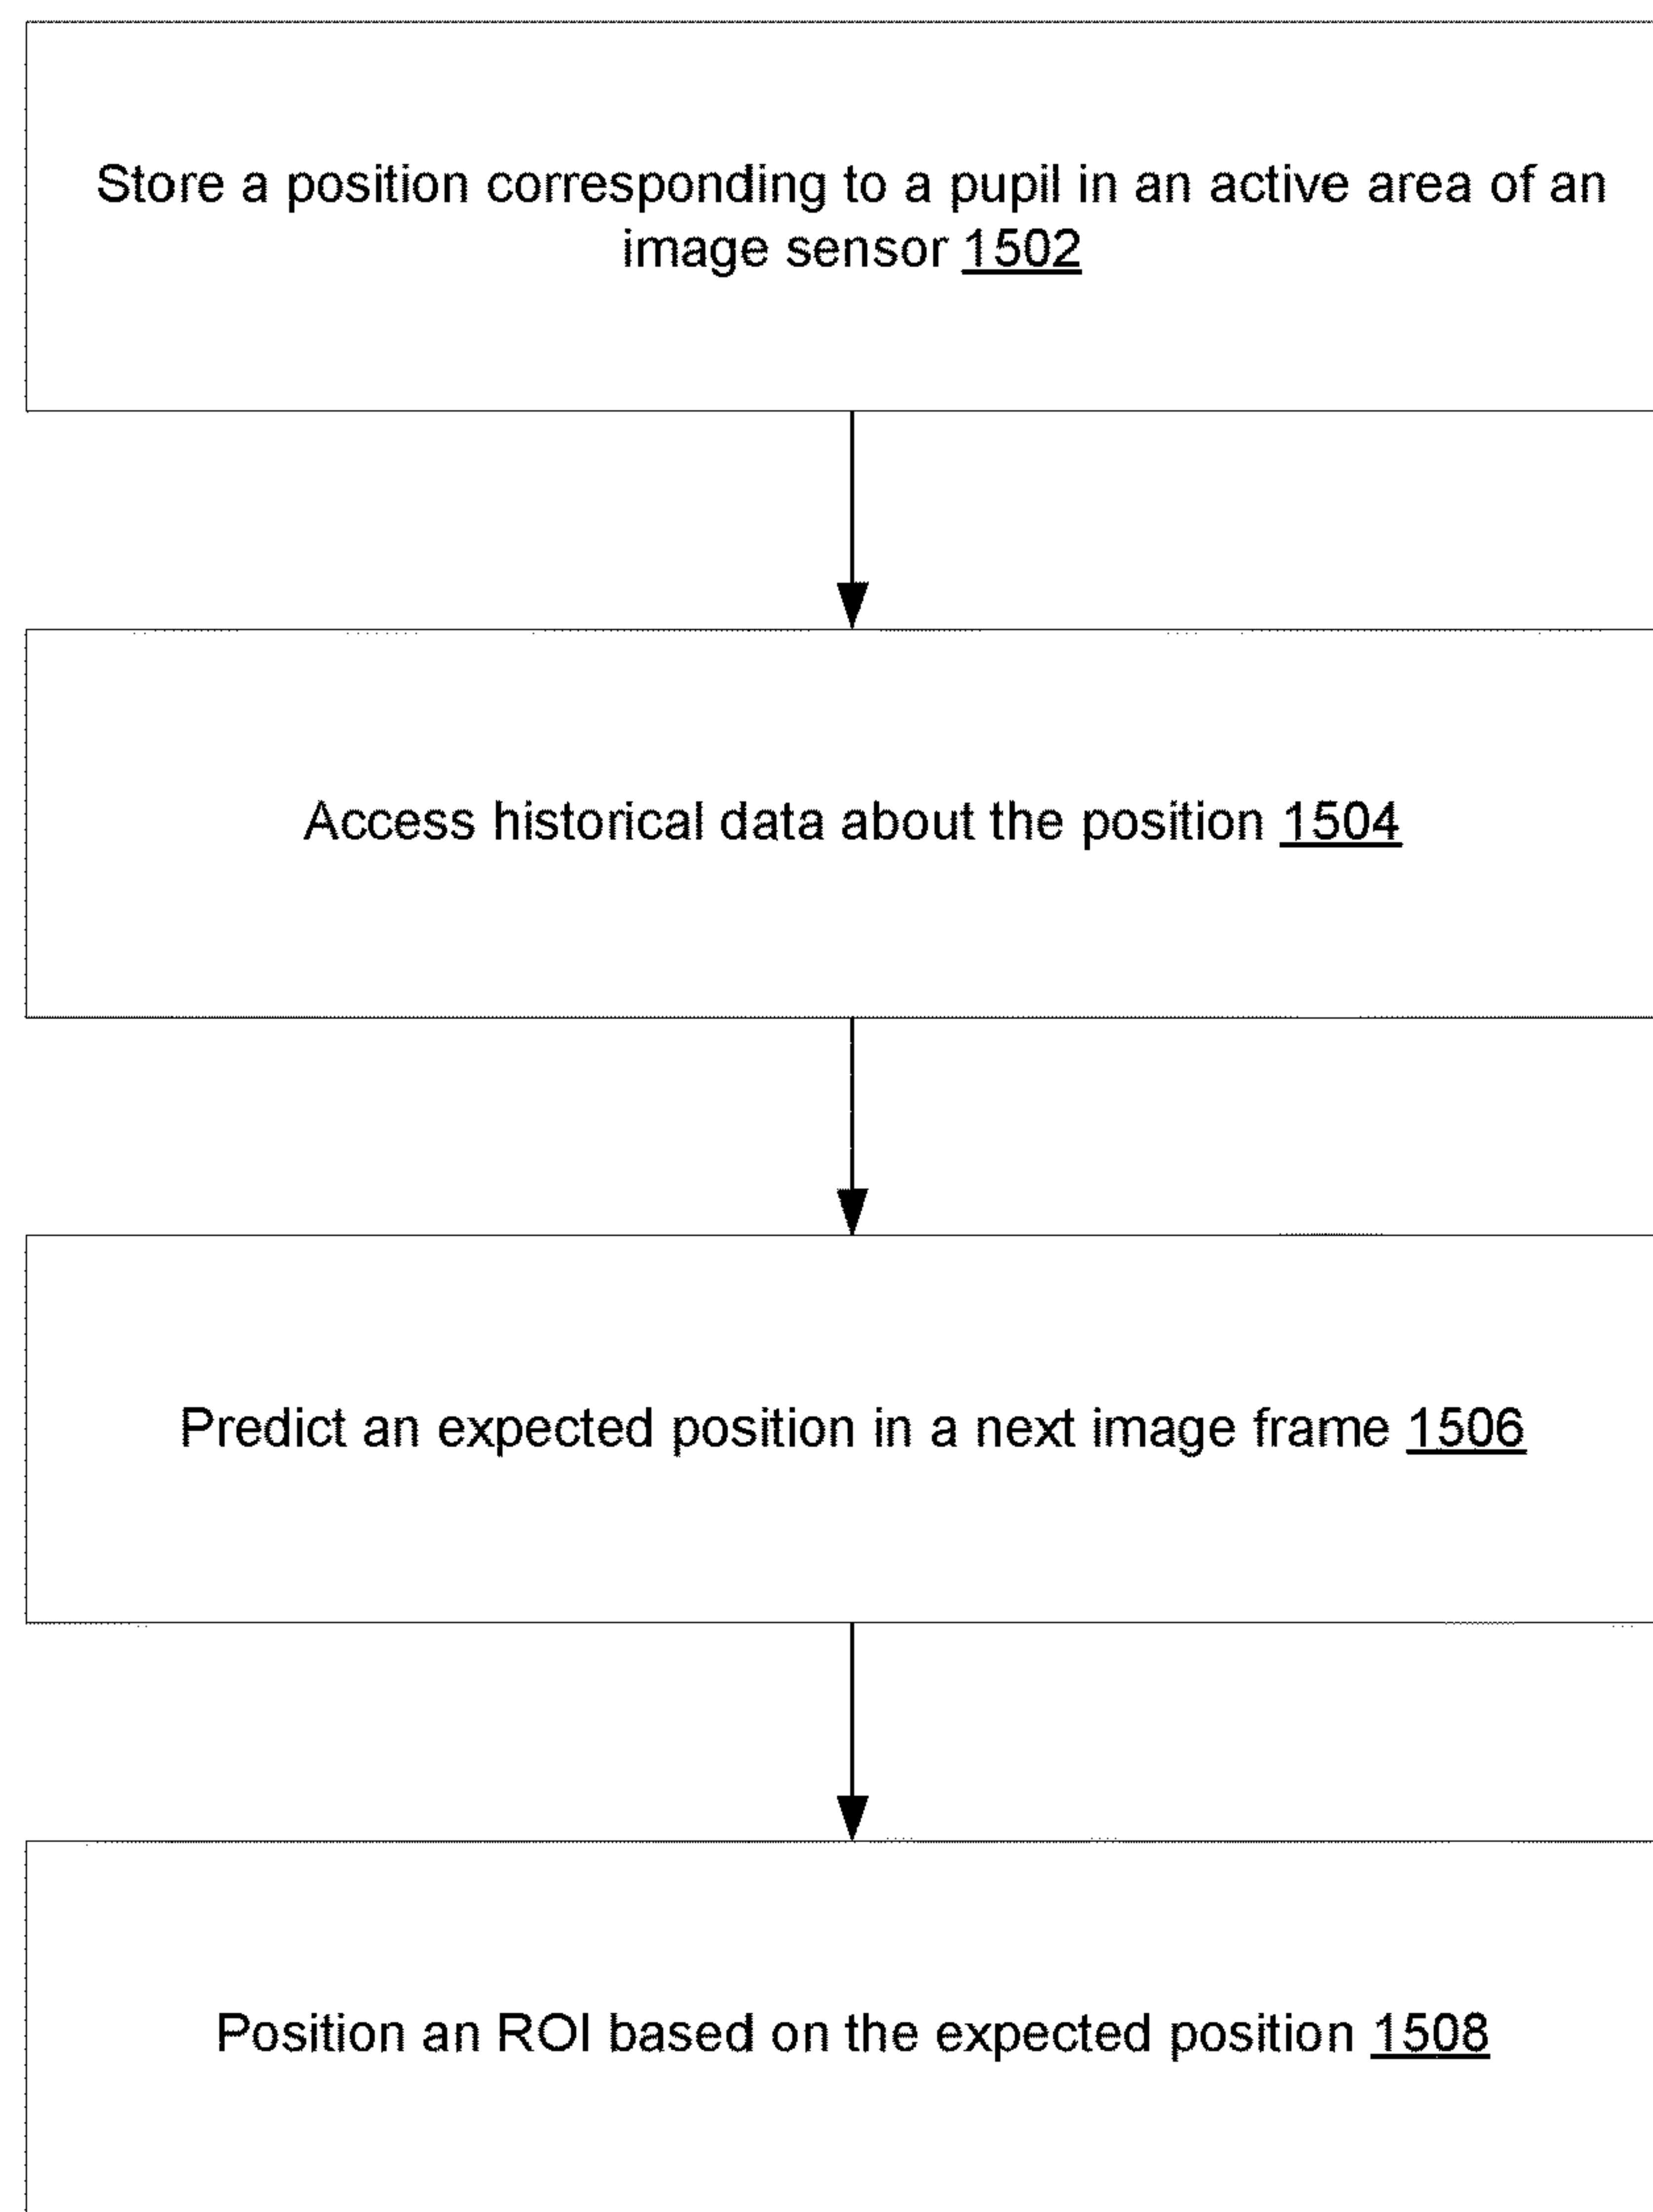 Store a position corresponding to a pupil in an active area of an
image sensor 1502
Access historical data about the position 1504
Predict an expected position in a next image frame 1506
Position an ROI based on the expected position 1508